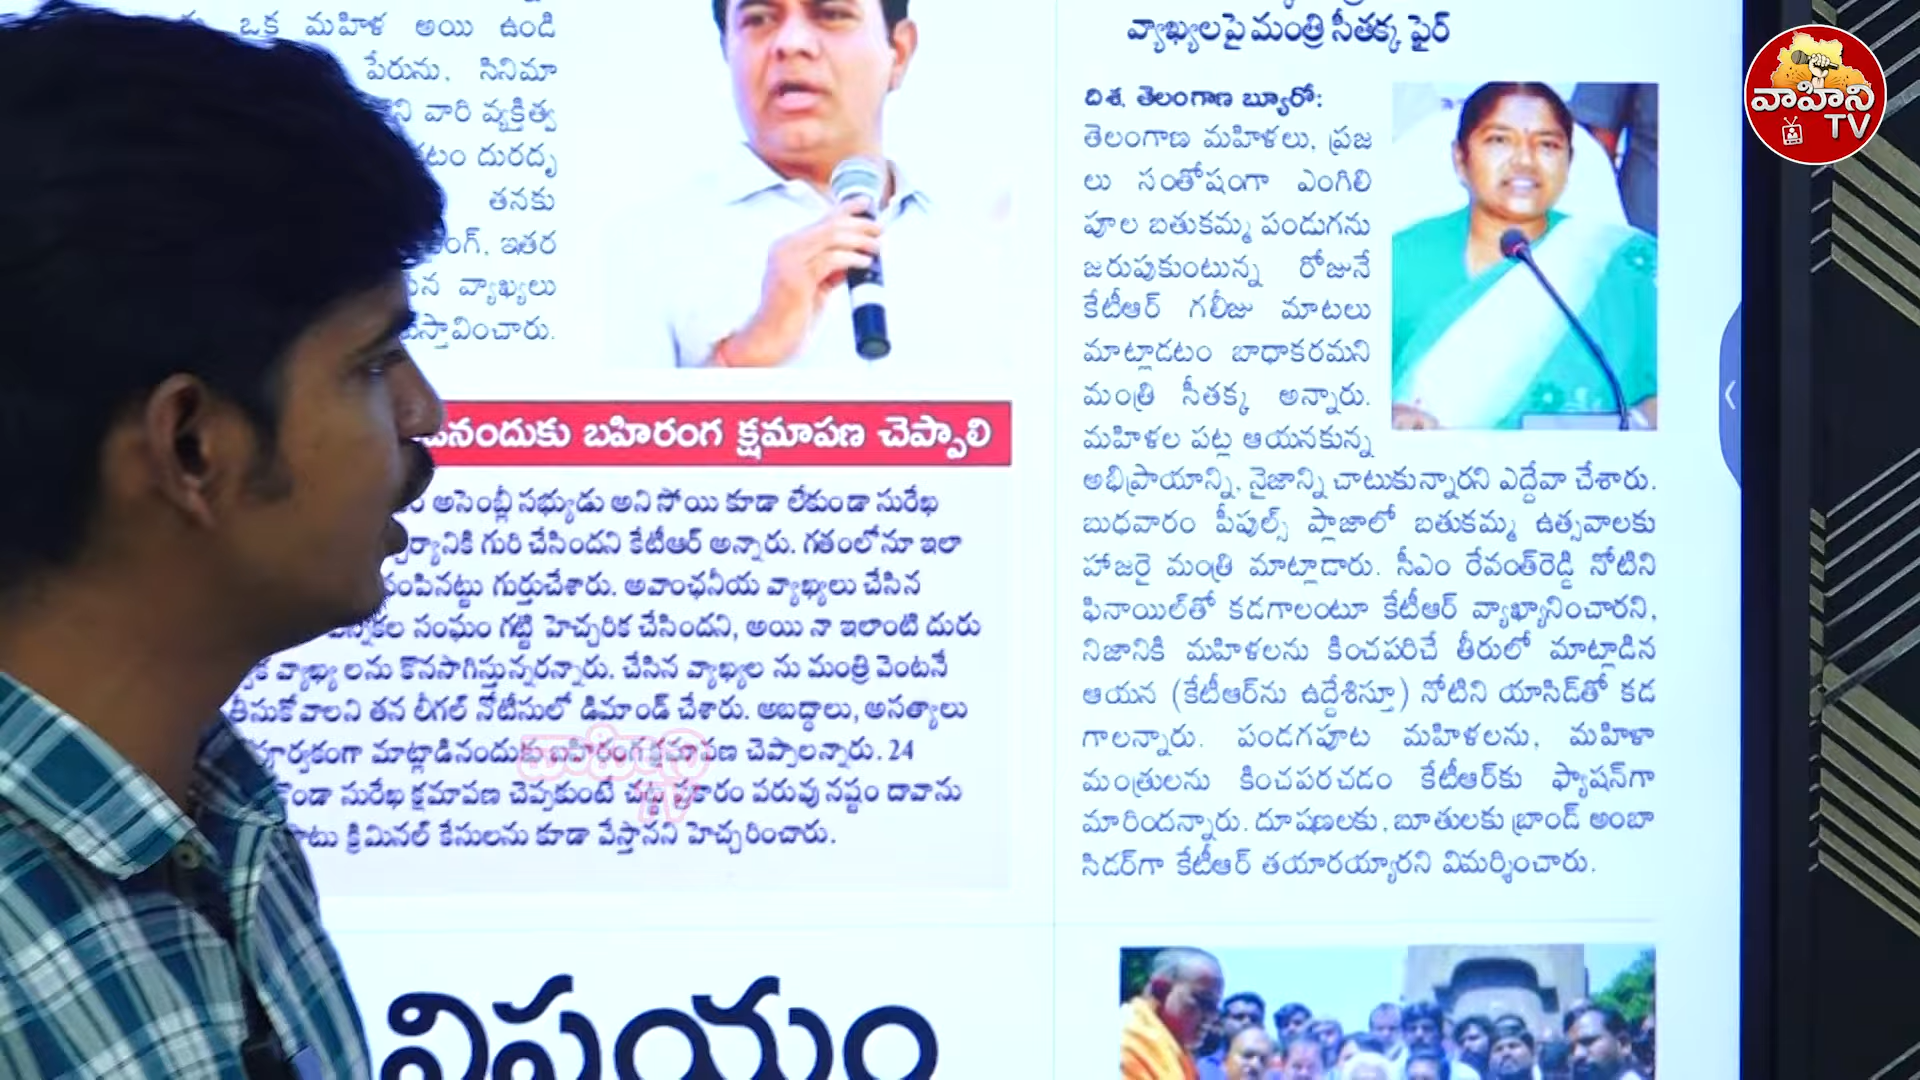 ఒక మహిళ అయి ఉండి
పేరును, సినిమా
వారి వ్యక్తిత్వ
దురదృ
తనకు
ఇతర
వ్యాఖ్యలు
బహిరంగ క్షమాపణ చెప్పాలి
అసెంబ్లీ సభ్యుడు అని సోయి కూడా లేకుండా సురేఖ
గురి చేసిందని కేటీఆర్ అన్నారు. గతంలోనూ ఇలా
గుర్తుచేశారు. అవాంఛనీయ వ్యాఖ్యలు చేసిన
సంఘం గట్టి హెచ్చరిక చేసిందని, అయి నా ఇలాంటి దురు
వ్యాఖ్య లను కొనసాగిస్తున్నరన్నారు. చేసిన వ్యాఖ్యల ను మంత్రి వెంటనే
తీసుకోవాలని తన లీగల్ నోటీసులో డిమాండ్ చేశారు. అబద్ధాలు, అసత్యాలు
మాట్లాడినందుకు బహిరంగ క్షమాపణ చెప్పాలన్నారు. 24
సురేఖ క్షమాపణ చెప్పకుంటే చట్ట ప్రకారం పరువు నష్టం దావాను
క్రిమినల్ కేసులను కూడా వేస్తానని హెచ్చరించారు.
విషయం
వ్యాఖ్యలపై మంత్రి సీతక్క ఫైర్
దిశ, తెలంగాణ బ్యూరో:
తెలంగాణ మహిళలు, ప్రజ
లు సంతోషంగా ఎంగిలి
పూల బతుకమ్మ పండుగను
జరుపుకుంటున్న రోజునే
కేటీఆర్ గలీజు మాటలు
మాట్లాడటం బాధాకరమని
మంత్రి సీతక్క అన్నారు.
మహిళల పట్ల ఆయనకున్న
అభిప్రాయాన్ని, నైజాన్ని చాటుకున్నారని ఎద్దేవా చేశారు.
బుధవారం పీపుల్స్ ప్లాజాలో బతుకమ్మ ఉత్సవాలకు
హాజరై మంత్రి మాట్లాడారు. సీఎం రేవంత్‌రెడ్డి నోటిని
ఫినాయిల్‌తో కడగాలంటూ కేటీఆర్ వ్యాఖ్యానించారని,
నిజానికి మహిళలను కించపరిచే తీరులో మాట్లాడిన
ఆయన (కేటీఆర్‌ను ఉద్దేశిస్తూ) నోటిని యాసిడ్‌తో కడ
గాలన్నారు. పండగపూట మహిళలను, మహిళా
మంత్రులను కించపరచడం కేటీఆర్‌కు ఫ్యాషన్‌గా
మారిందన్నారు. దూషణలకు, బూతులకు బ్రాండ్ అంబా
సిడర్‌గా కేటీఆర్ తయారయ్యారని విమర్శించారు.
వాహిని
TV
వాహిని
TV